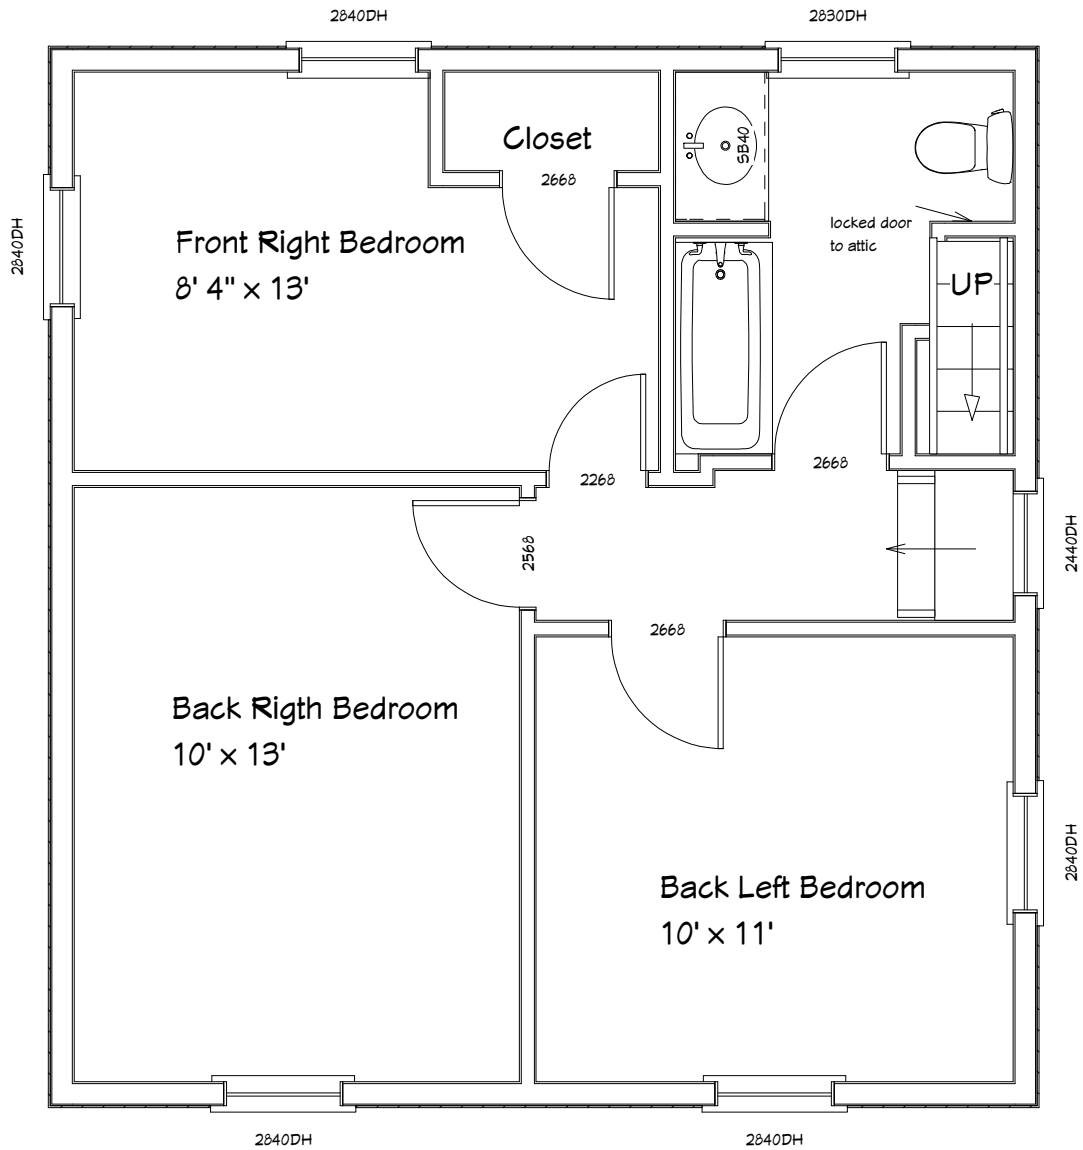 2840DH
2830DH
Closet
SB40
2668
locked door
to attic
2840DH
Front Right Bedroom
8' 4" x 13'
UP
2668
2268
2568
2440DH
2668
Back Rigth Bedroom
10' x 13'
2840DH
Back Left Bedroom
10' x 11'
2840DH
2840DH